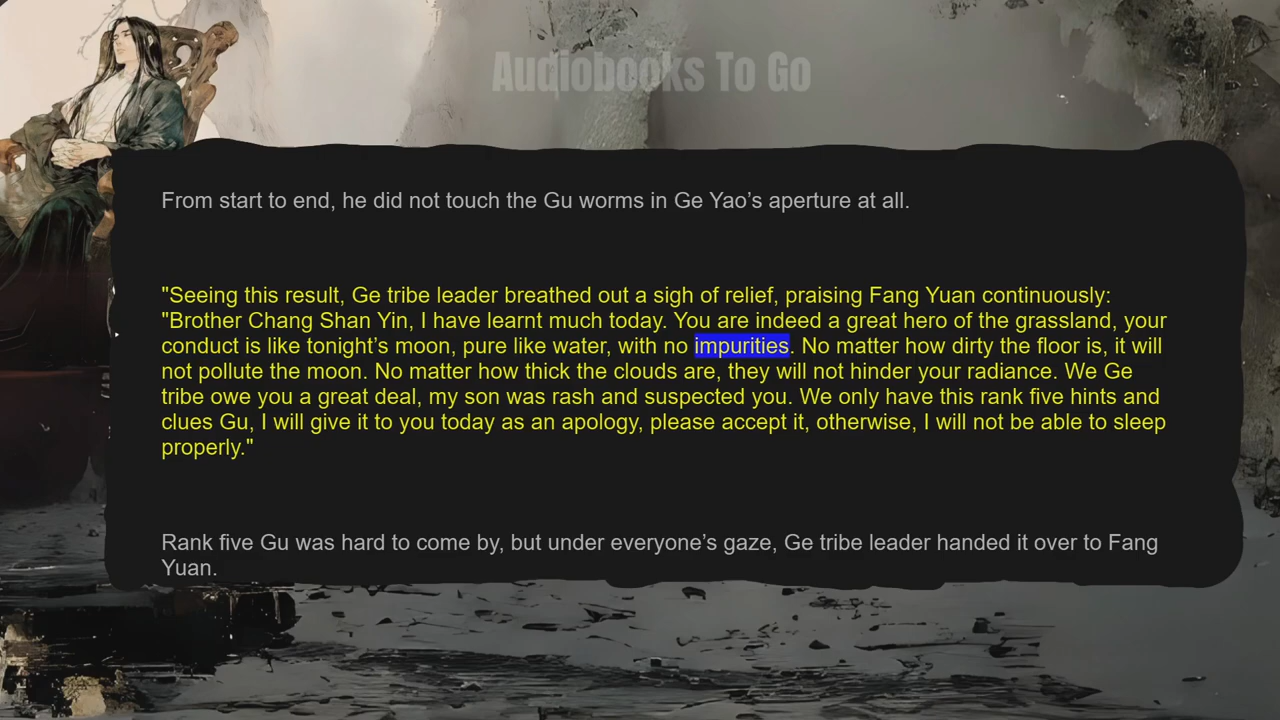 Audiobooks To Go
From start to end, he did not touch the Gu worms in Ge Yao’s aperture at all.
"Seeing this result, Ge tribe leader breathed out a sigh of relief, praising Fang Yuan continuously:
"Brother Chang Shan Yin, I have learnt much today. You are indeed a great hero of the grassland, your
conduct is like tonight’s moon, pure like water, with no impurities. No matter how dirty the floor is, it will
not pollute the moon. No matter how thick the clouds are, they will not hinder your radiance. We Ge
tribe owe you a great deal, my son was rash and suspected you. We only have this rank five hints and
clues Gu, I will give it to you today as an apology, please accept it, otherwise, I will not be able to sleep
properly."
Rank five Gu was hard to come by, but under everyone’s gaze, Ge tribe leader handed it over to Fang
Yuan.